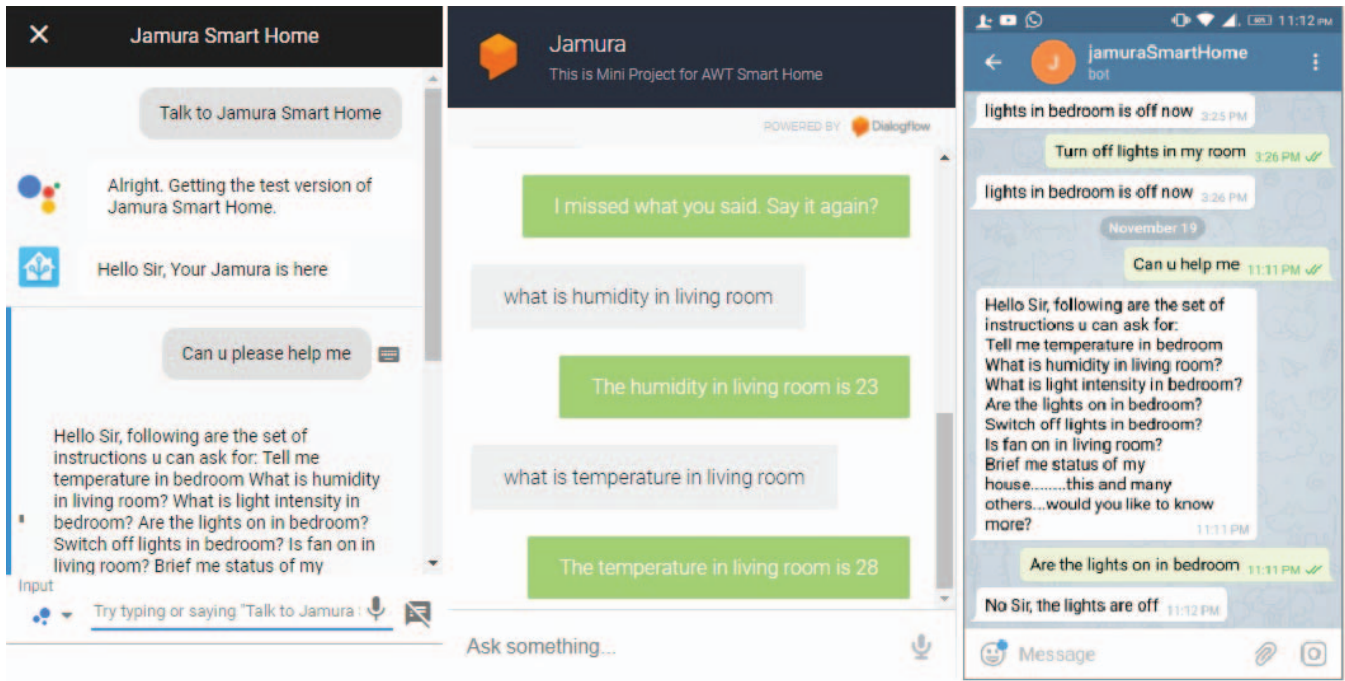 Jamura Smart Home
Talk to Jamura Smart Home
Alright. Getting the test version of
Jamura Smart Home.
Hello Sir, Your Jamura is here
Can u please help me
Hello Sir, following are the set of
instructions u can ask for: Tell me
temperature in bedroom What is humidity
in living room? What is light intensity in
bedroom? Are the lights on in bedroom?
Switch off lights in bedroom? Is fan on in
living room? Brief me status of my
Input
Try typing or saying "Talk to Jamura
Jamura
This is Mini Project for AWT Smart Home
POWERED BY Dialogflow
I missed what you said. Say it again?
what is humidity in living room
The humidity in living room is 23
what is temperature in living room
The temperature in living room is 28
Ask something...
11:12 PM
J
jamuraSmartHome
bot
lights in bedroom is off now 3:25 PM
Turn off lights in my room 3:26 PM
lights in bedroom is off now 3:26 PM
November 19
Can u help me 11:11 PM
Hello Sir, following are the set of
instructions u can ask for:
Tell me temperature in bedroom
What is humidity in living room?
What is light intensity in bedroom?
Are the lights on in bedroom?
Switch off lights in bedroom?
Is fan on in living room?
Brief me status of my
house........this and many
others...would you like to know
more?
11:11 PM
Are the lights on in bedroom 11:11 PM
No Sir, the lights are off 11:12 PM
Message